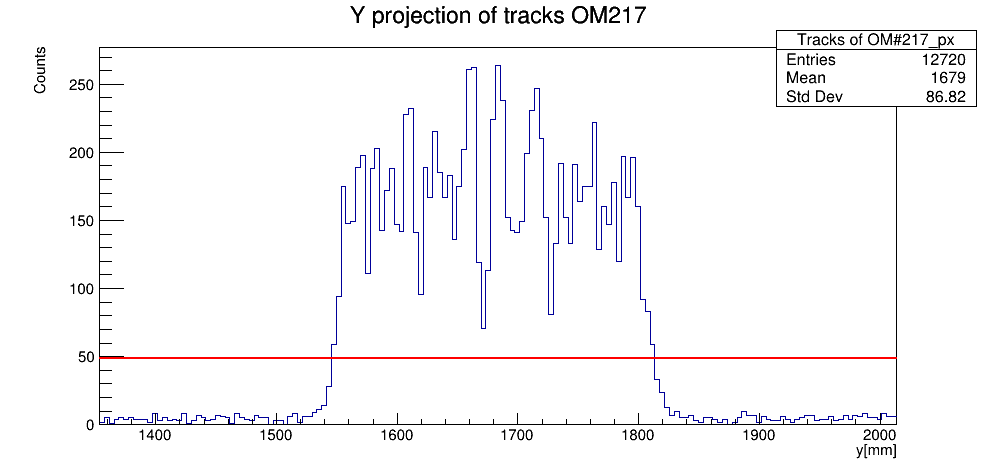 Y projection of tracks OM217
Tracks of OM#217_px
Entries 12720
Mean 1679
Std Dev 86.82
Counts
250
200
150
100
50
0
1400 1500 1600 1700 1800 1900 2000
y[mm]